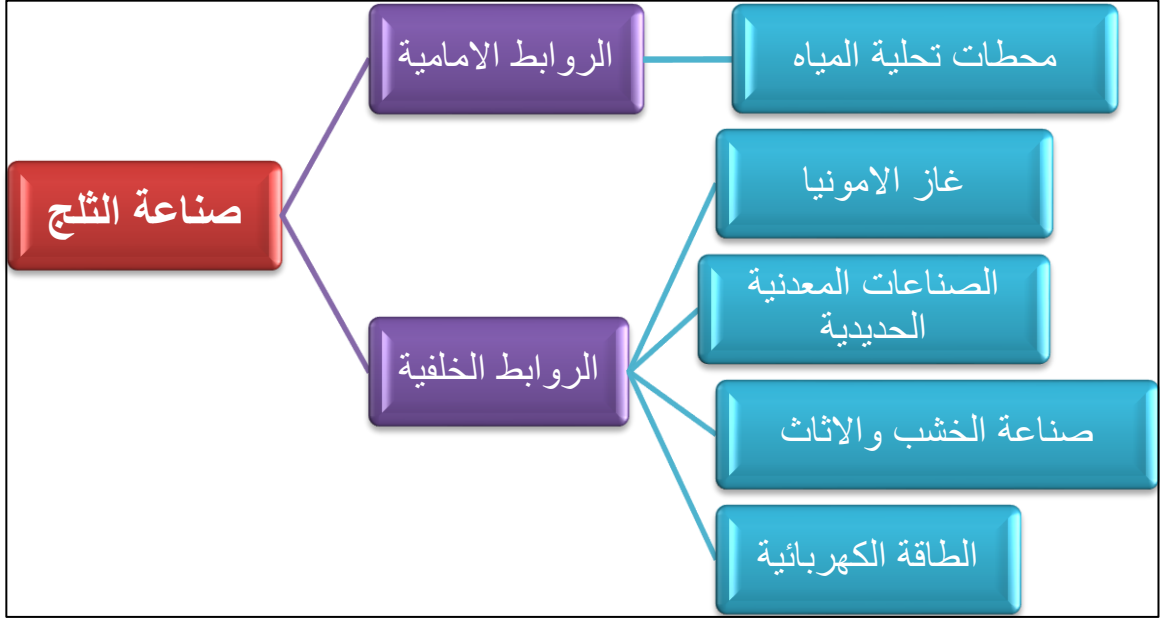 صناعة الثلج
الروابط الامامية
محطات تحلية المياه
الروابط الخلفية
غاز الامونيا
الصناعات المعدنية
الحديدية
صناعة الخشب والاثاث
الطاقة الكهربائية